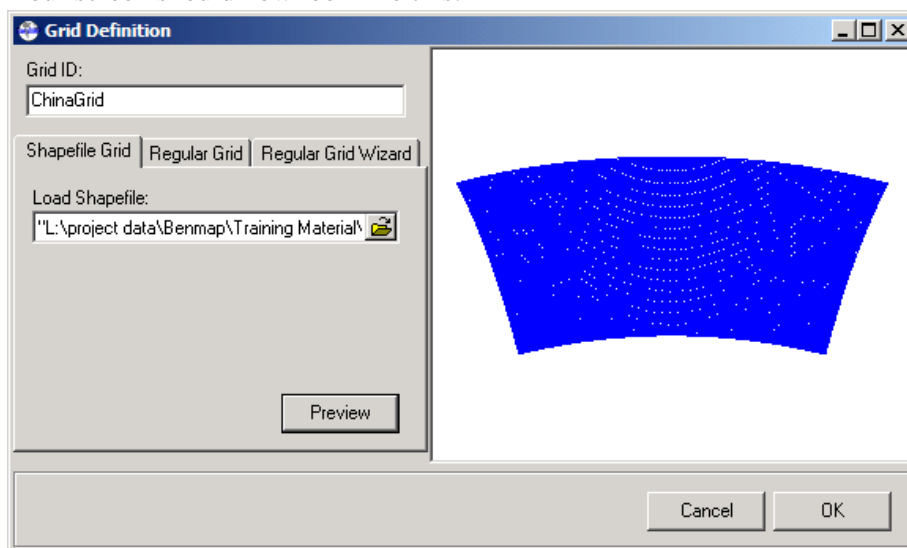 Grid Definition
Grid ID:
ChinaGrid
Shapefile Grid
Regular Grid
Regular Grid Wizard
Load Shapefile:
"L:\project data\Benmap\Training Material\
Preview
Cancel
OK